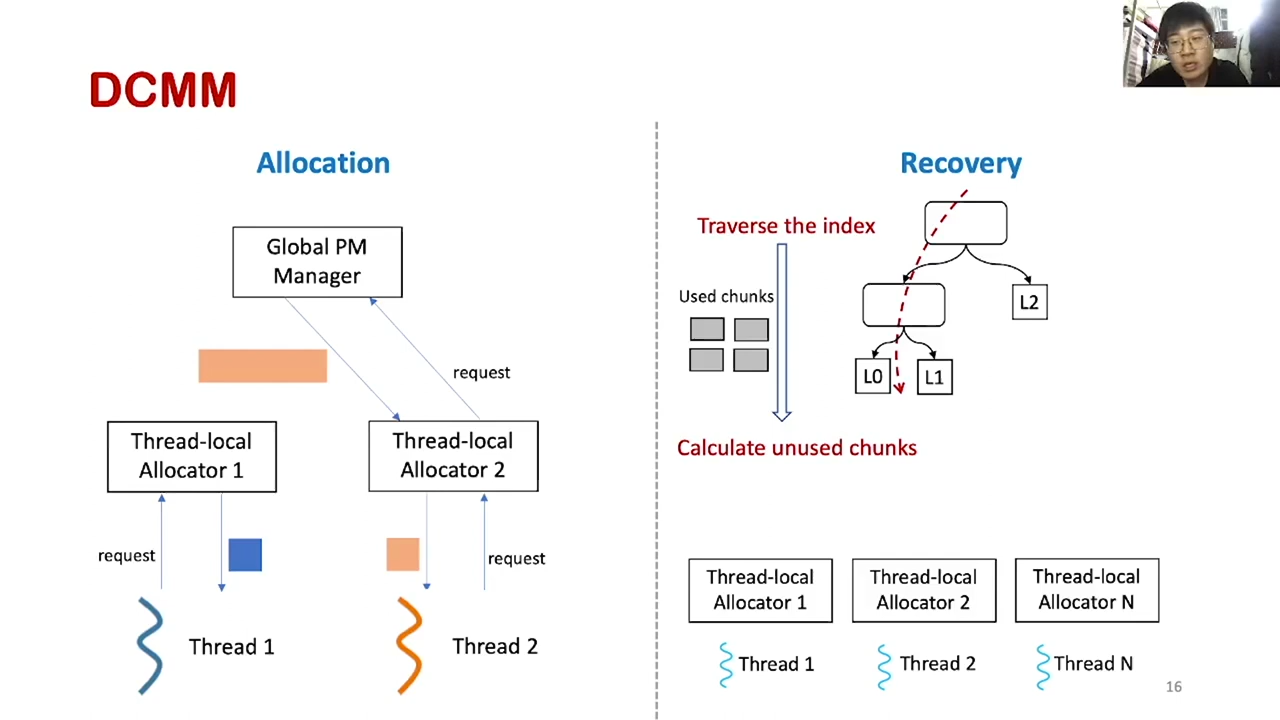 DCMM
Allocation
Global PM
Manager
request
Thread-local
Allocator 1
Thread-local
Allocator 2
request
request
Thread 1
Thread 2
Recovery
Traverse the index
Used chunks
L2
L0
L1
Calculate unused chunks
Thread-local
Allocator 1
Thread-local
Allocator 2
Thread-local
Allocator N
Thread 1
Thread 2
Thread N
16